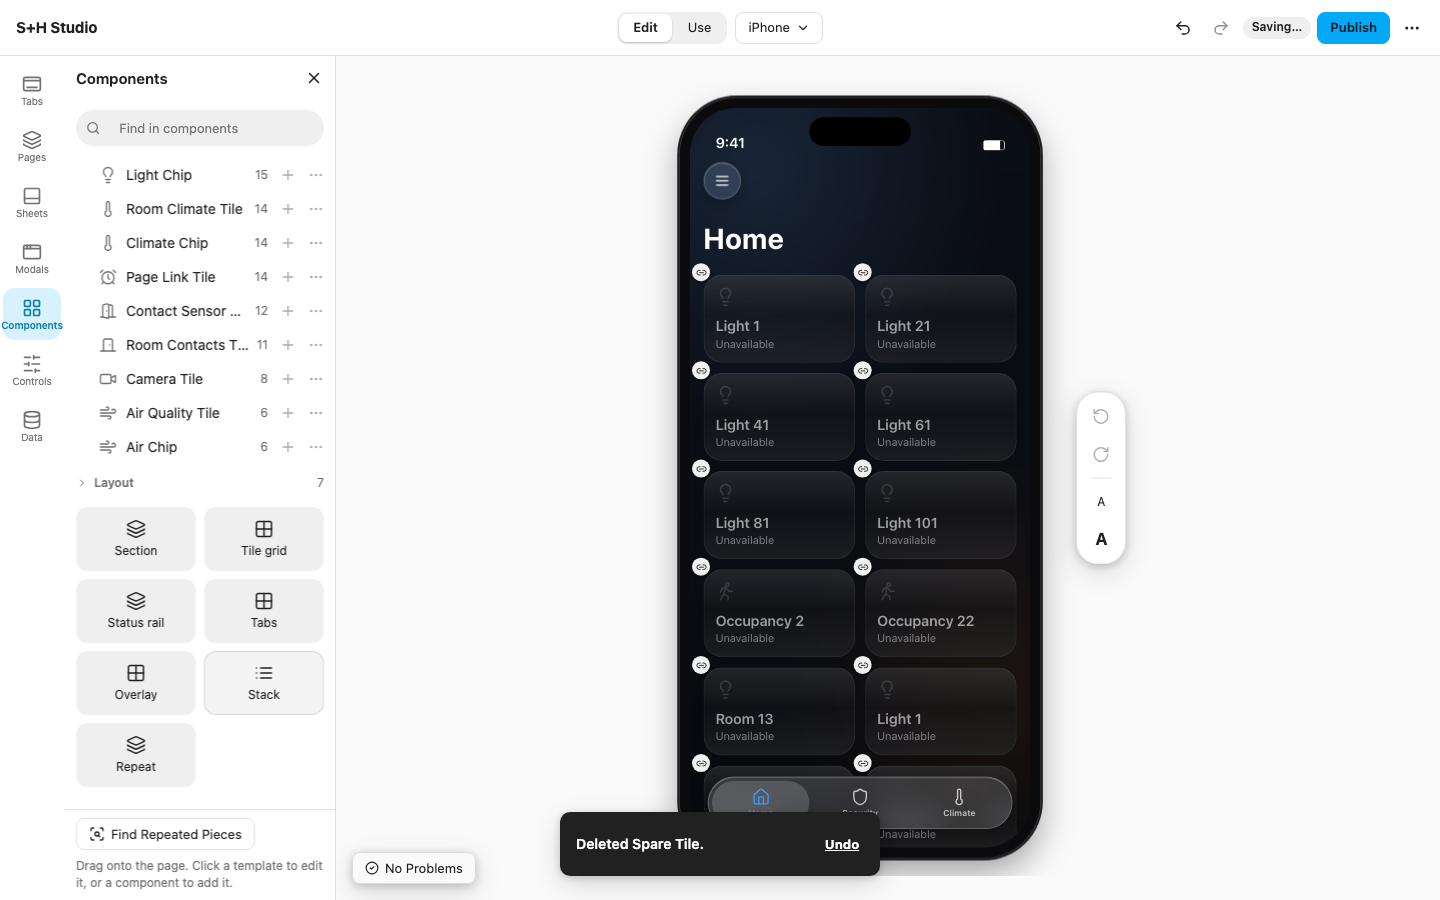 S+H Studio
Edit
Use
iPhone
Saving...
Publish
Tabs
Pages
Sheets
Modals
Components
Controls
Data
Components
Find in components
Light Chip 15
Room Climate Tile 14
Climate Chip 14
Page Link Tile 14
Contact Sensor ... 12
Room Contacts T... 11
Camera Tile 8
Air Quality Tile 6
Air Chip 6
Layout 7
Section
Tile grid
Status rail
Tabs
Overlay
Stack
Repeat
Find Repeated Pieces
Drag onto the page. Click a template to edit
it, or a component to add it.
No Problems
9:41
Home
Light 1
Unavailable
Light 21
Unavailable
Light 41
Unavailable
Light 61
Unavailable
Light 81
Unavailable
Light 101
Unavailable
Occupancy 2
Unavailable
Occupancy 22
Unavailable
Room 13
Unavailable
Light 1
Unavailable
Climate
Unavailable
Deleted Spare Tile.
Undo
A
A